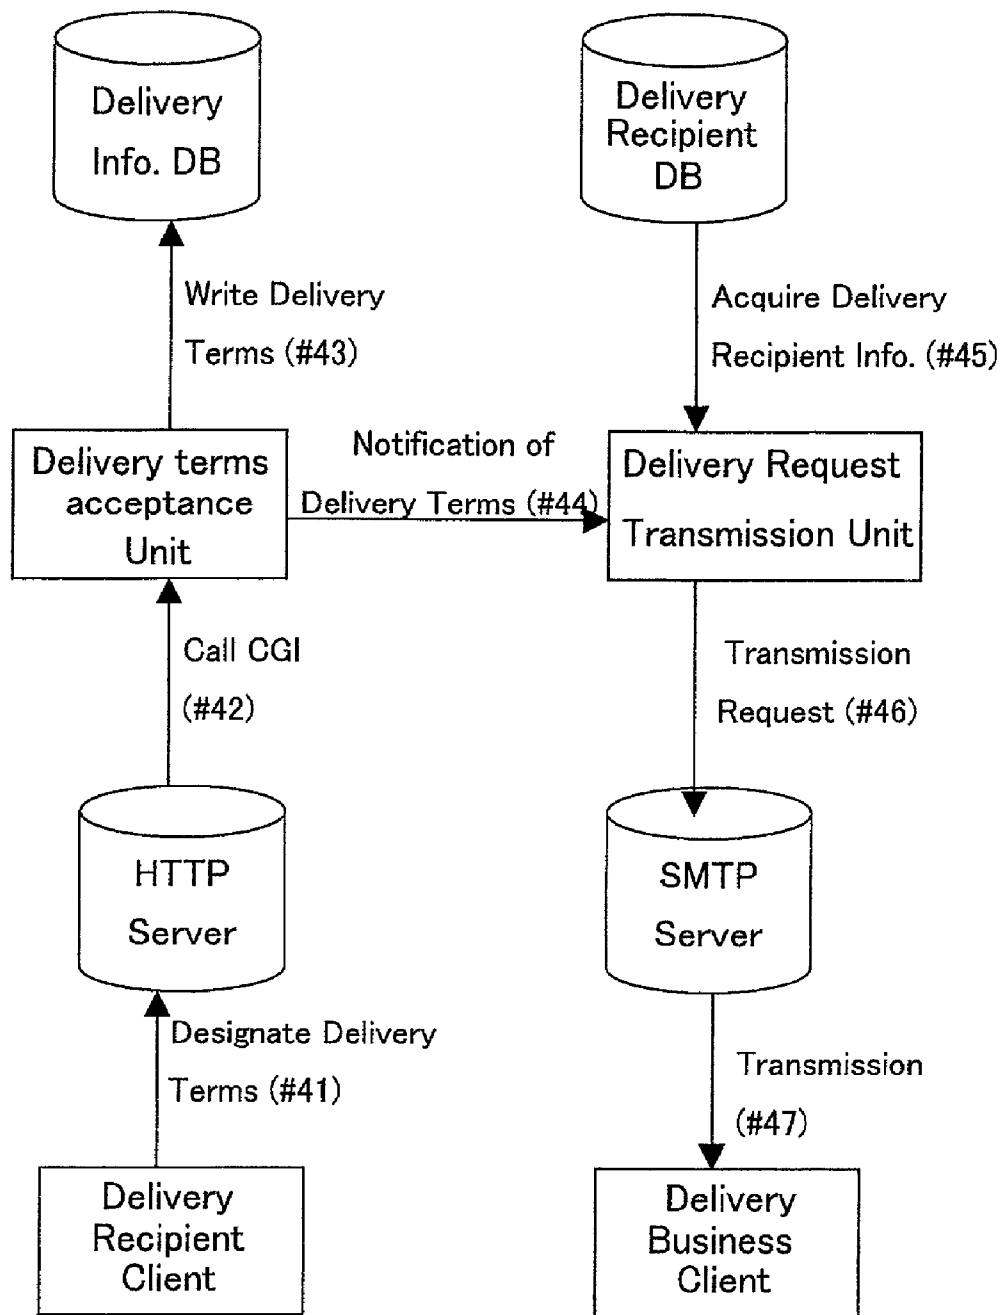 Delivery
Info. DB
Delivery
Recipient
DB
Write Delivery
Terms (#43)
Acquire Delivery
Recipient Info. (#45)
Delivery terms
acceptance
Unit
Notification of
Delivery Terms (#44)
Delivery Request
Transmission Unit
Call CGI
(#42)
Transmission
Request (#46)
HTTP
Server
SMTP
Server
Designate Delivery
Terms (#41)
Transmission
(#47)
Delivery
Recipient
Client
Delivery
Business
Client